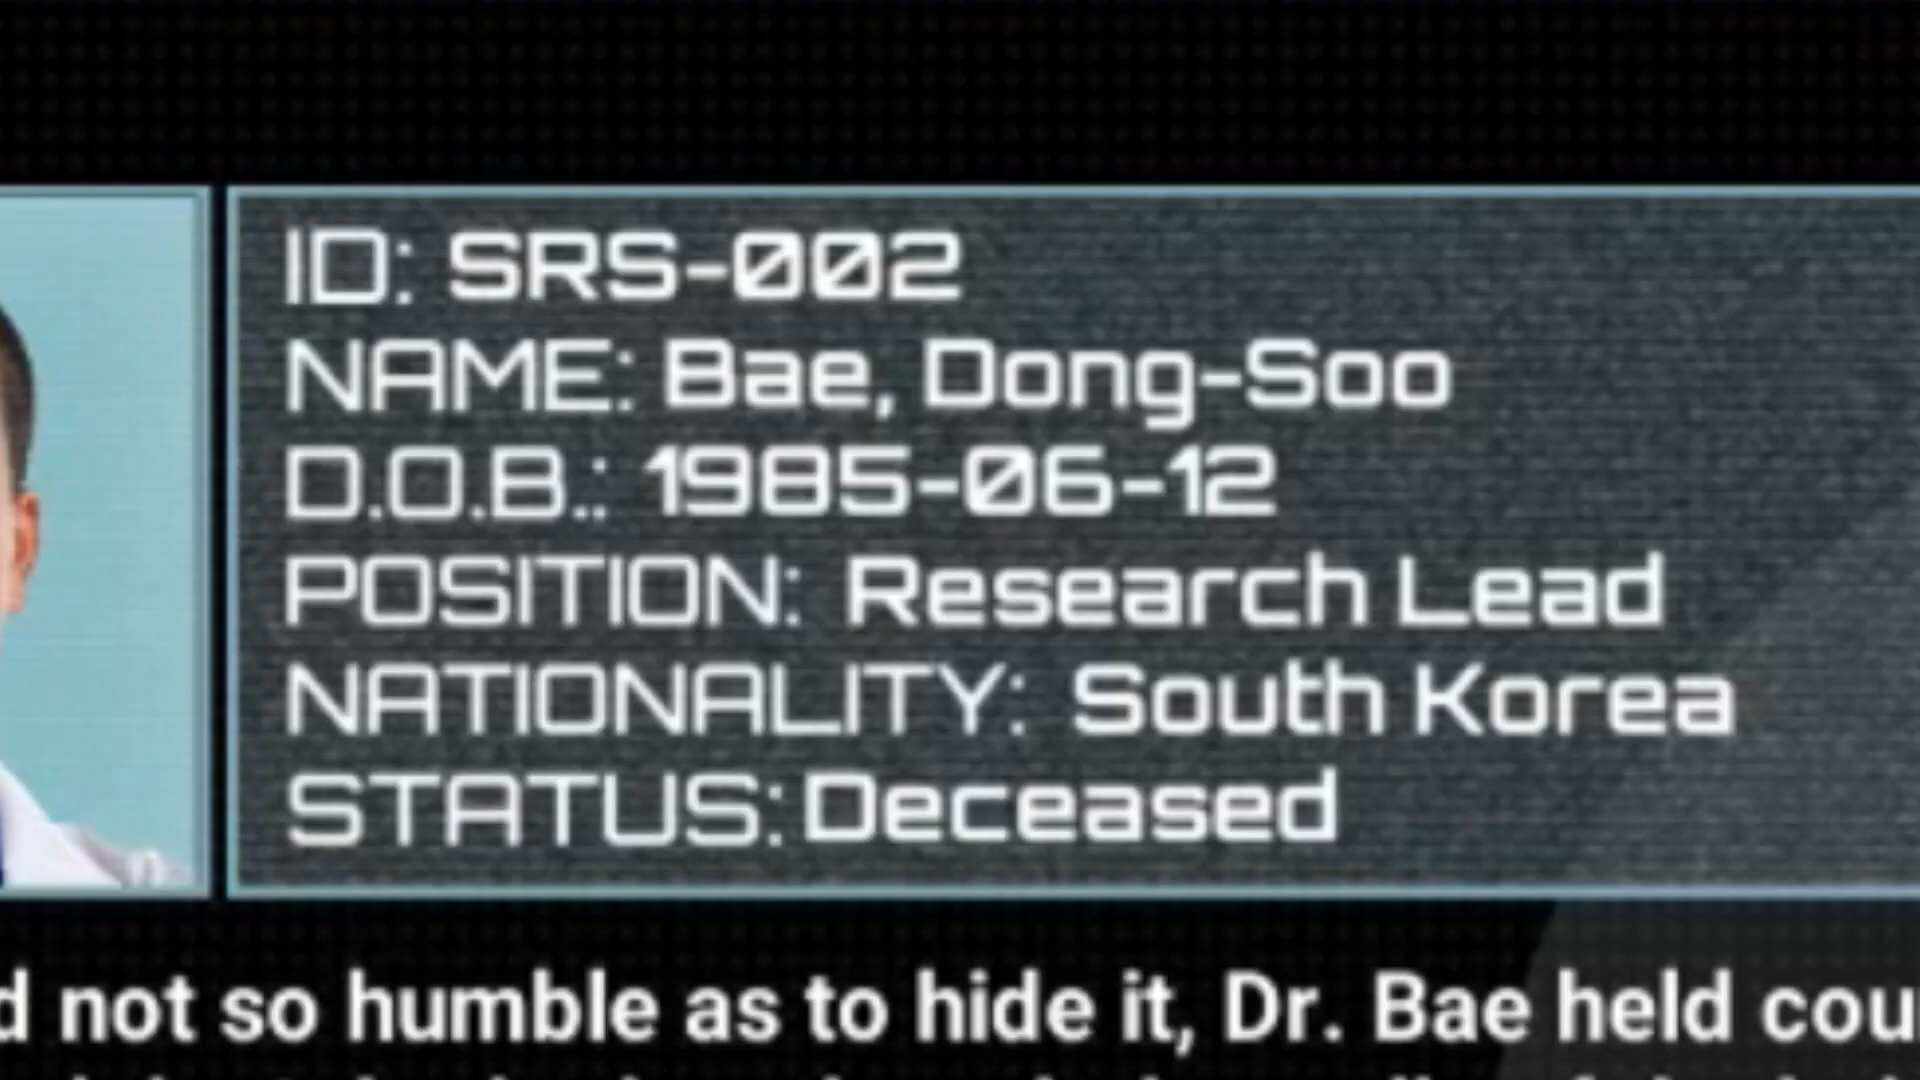 ID: SRS-002
NAME: Bae, Dong-Soo
D.O.B.: 1985-06-12
POSITION: Research Lead
NATIONALITY: South Korea
STATUS: Deceased
not so humble as to hide it, Dr. Bae held